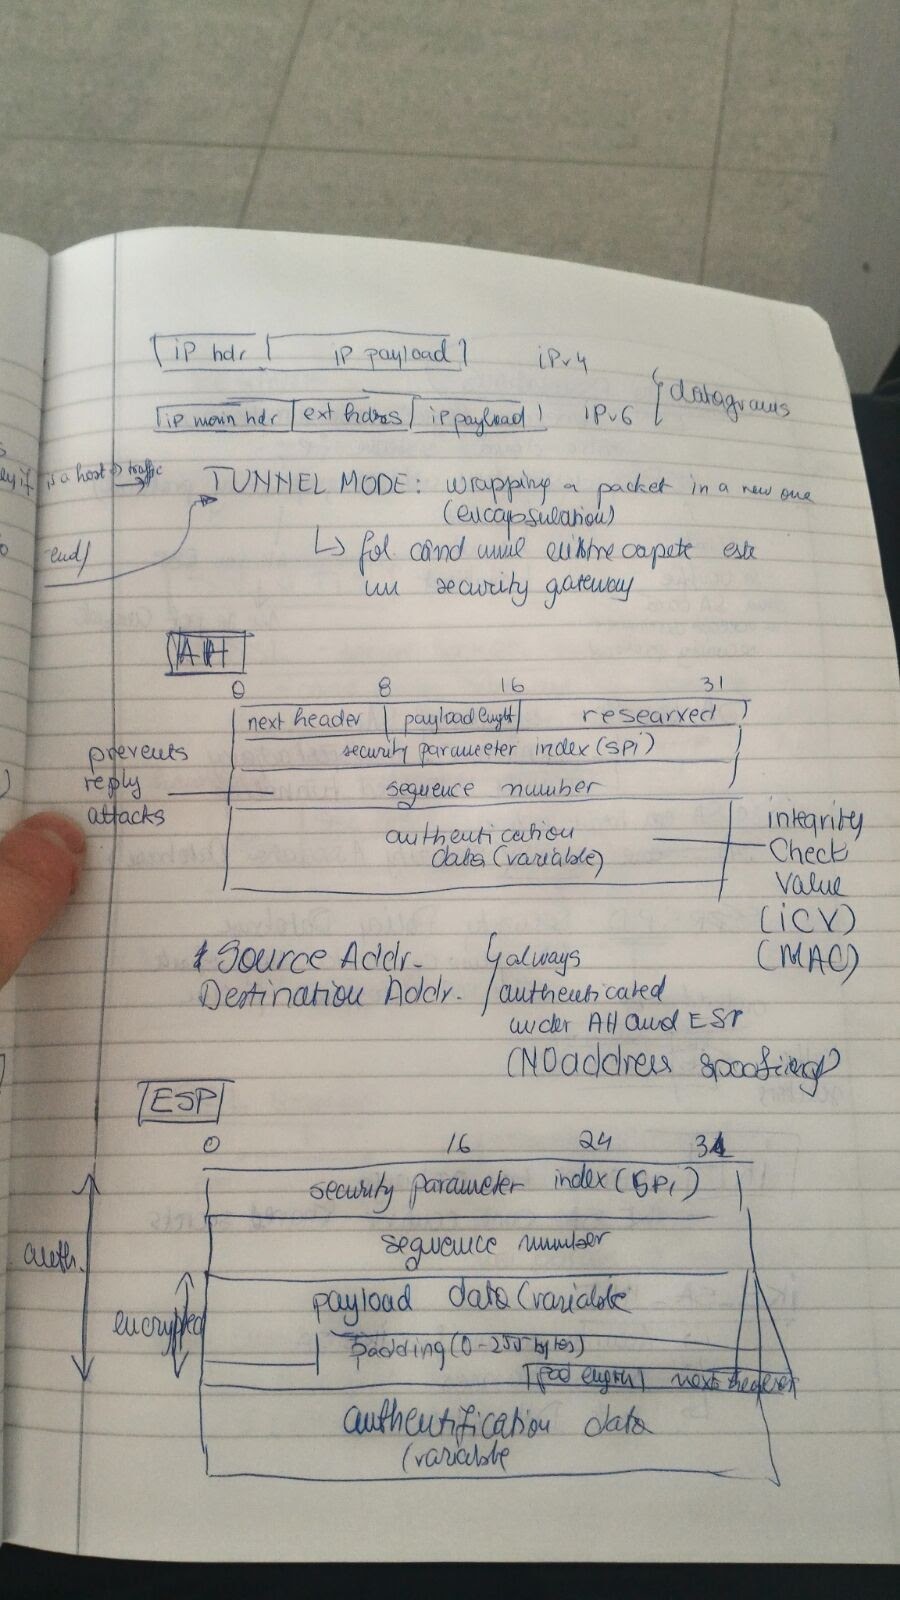 ip hdr ip payload ipv4
ip main hdr ext hdrs ip payload ipv6 datagrams
is a host traffic
TUNNEL MODE: wrapping a packet in a new one
(encapsulation)
end/
↳ fol când unul dintre capete este
un security gateway
AH
0 8 16 31
next header payload lenght researved
security parameter index (SPi)
prevents
reply
attacks
sequence number
authentication
data (variable)
integrity
Check
Value
(iCV)
(MAC)
Source Addr.
Destination Addr.
always
authenticated
under AH and ESP
(NO address spoofing)
ESP
0 16 24 31
security parameter index (SPi)
sequence number
auth.
encrypted
payload data (variable
padding (0-255 bytes)
pad length next header
authentification data
(variable